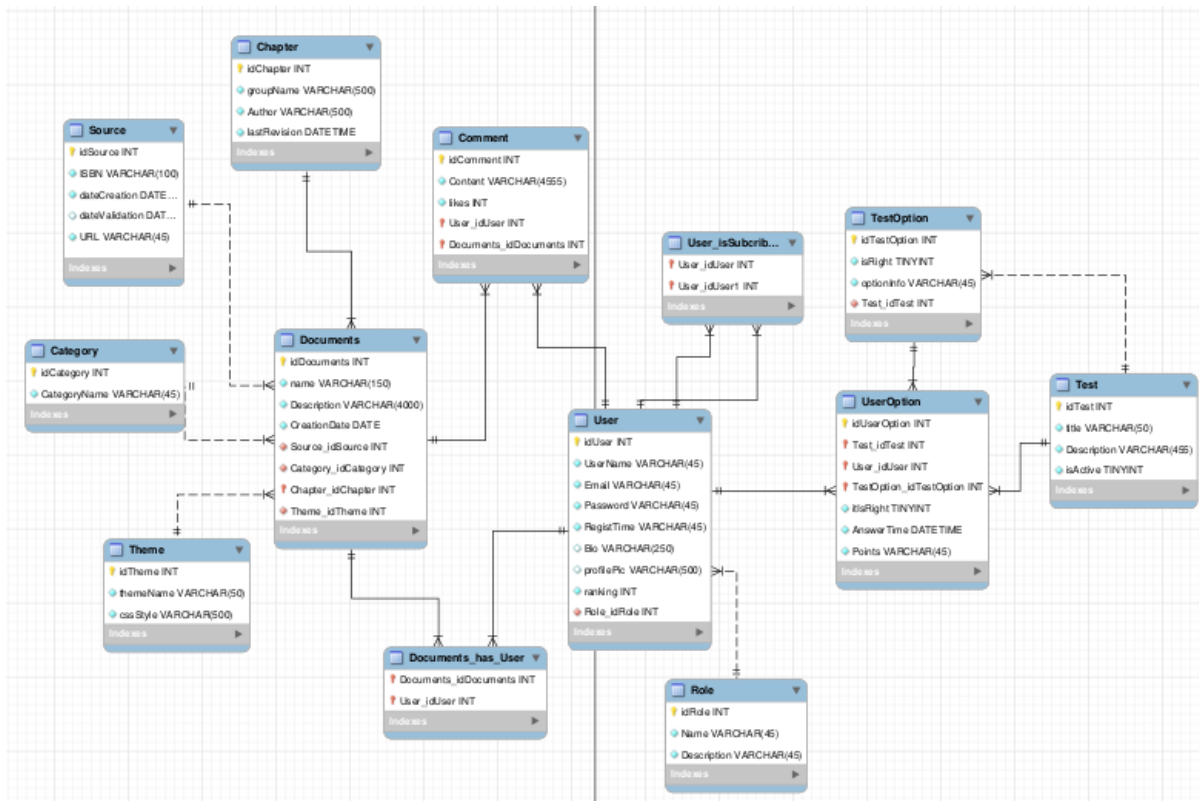 Chapter
idChapter INT
groupName VARCHAR(500)
Author VARCHAR(500)
lastRevision DATETIME
Indexes
Source
idSource INT
ISBN VARCHAR(100)
dateCreation DATE...
dateValidation DAT...
URL VARCHAR(45)
Indexes
Comment
idComment INT
Content VARCHAR(4555)
likes INT
User_idUser INT
Documents_idDocuments INT
Indexes
User_isSubcrib...
User_idUser INT
User_idUser1 INT
Indexes
TestOption
idTestOption INT
isRight TINYINT
optionInfo VARCHAR(45)
Test_idTest INT
Indexes
Category
idCategory INT
CategoryName VARCHAR(45)
Indexes
Documents
idDocuments INT
name VARCHAR(150)
Description VARCHAR(4000)
CreationDate DATE
Source_idSource INT
Category_idCategory INT
Chapter_idChapter INT
Theme_idTheme INT
Indexes
User
idUser INT
UserName VARCHAR(45)
Email VARCHAR(45)
Password VARCHAR(45)
RegistTime VARCHAR(45)
Bio VARCHAR(250)
profilePic VARCHAR(500)
ranking INT
Role_idRole INT
Indexes
UserOption
idUserOption INT
Test_idTest INT
User_idUser INT
TestOption_idTestOption INT
itIsRight TINYINT
AnswerTime DATETIME
Points VARCHAR(45)
Indexes
Test
idTest INT
title VARCHAR(50)
Description VARCHAR(455)
isActive TINYINT
Indexes
Theme
idTheme INT
themeName VARCHAR(50)
cssStyle VARCHAR(500)
Indexes
Documents_has_User
Documents_idDocuments INT
User_idUser INT
Indexes
Role
idRole INT
Name VARCHAR(45)
Description VARCHAR(45)
Indexes